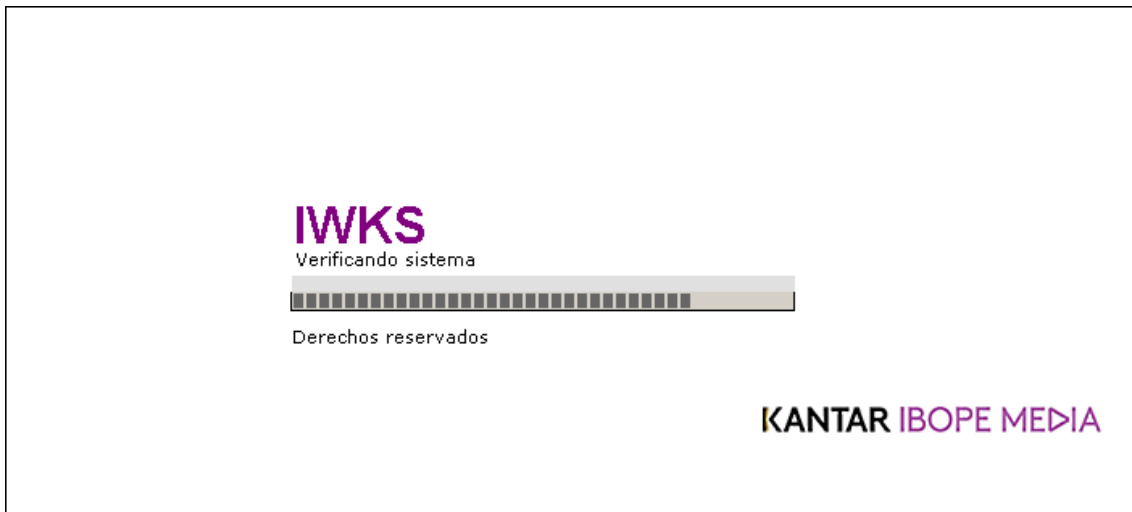 IWKS
Verificando sistema
Derechos reservados
KANTAR IBOPE MEDIA